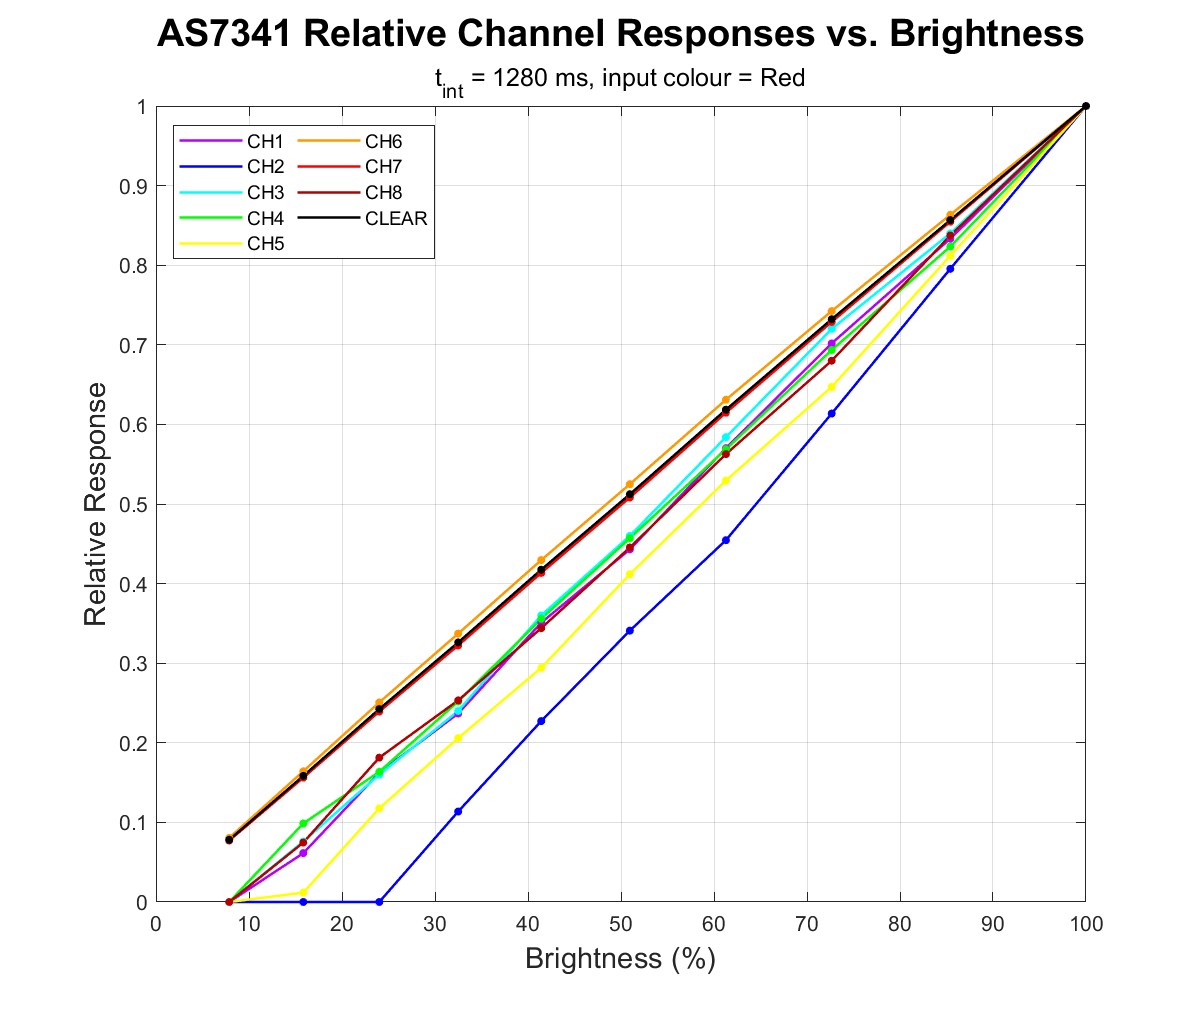 AS7341 Relative Channel Responses vs. Brightness
tint = 1280 ms, input colour = Red
CH1 CH6
CH2 CH7
CH3 CH8
CH4 CLEAR
CH5
1
0.9
0.8
0.7
0.6
0.5
0.4
0.3
0.2
0.1
0
Relative Response
0 10 20 30 40 50 60 70 80 90 100
Brightness (%)